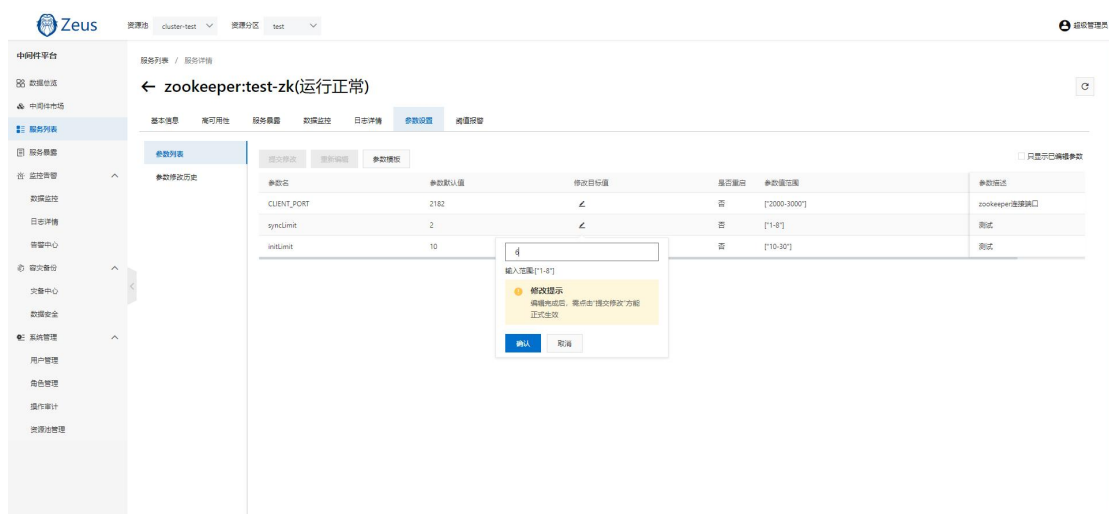 Zeus
资源池 cluster-test 资源分区 test
超级管理员
中间件平台
数据总览
中间件市场
服务列表
服务暴露
监控告警
数据监控
日志详情
告警中心
容灾备份
灾备中心
数据安全
系统管理
用户管理
角色管理
操作审计
资源池管理
服务列表 / 服务详情
zookeeper:test-zk(运行正常)
基本信息 高可用性 服务暴露 数据监控 日志详情 参数设置 阈值报警
参数列表
参数修改历史
提交修改 重新编辑 参数模板 只显示已编辑参数
参数名 参数默认值 修改目标值 是否重启 参数值范围 参数描述
CLIENT_PORT 2182 否 ["2000-3000"] zookeeper连接端口
syncLimit 2 否 ["1-8"] 测试
initLimit 10 否 ["10-30"] 测试
6
输入范围:["1-8"]
修改提示
编辑完成后，需点击“提交修改”方能
正式生效
确认 取消